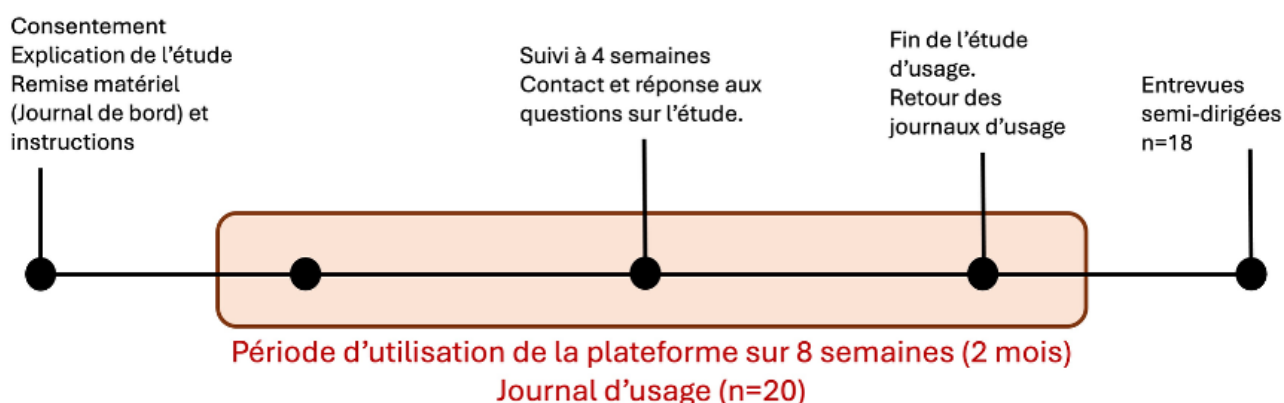 Consentement
Explication de l'étude
Remise matériel
(Journal de bord) et
instructions
Suivi à 4 semaines
Contact et réponse aux
questions sur l'étude.
Fin de l'étude
d'usage.
Retour des
journaux d'usage
Entrevues
semi-dirigées
n=18
Période d'utilisation de la plateforme sur 8 semaines (2 mois)
Journal d'usage (n=20)